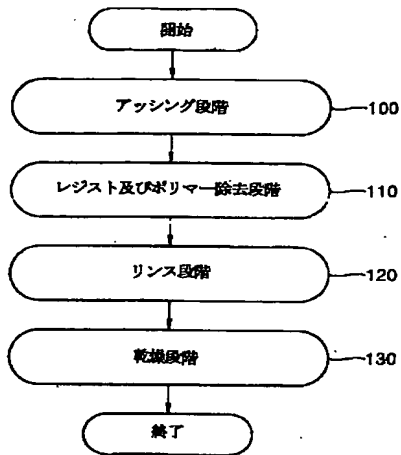 開始
アッシング段階
100
レジスト及びポリマー除去段階
110
リンス段階
120
乾燥段階
130
終了